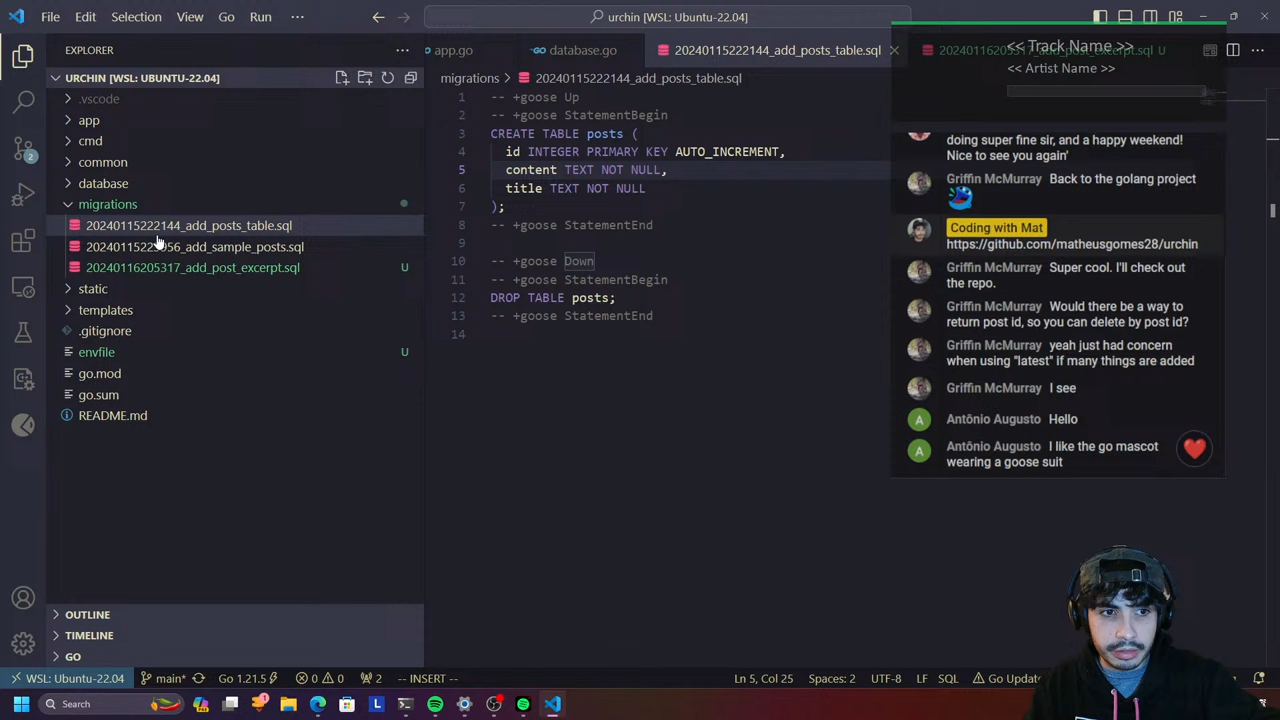 File Edit Selection View Go Run ···
urchin [WSL: Ubuntu-22.04]
EXPLORER
URCHIN [WSL: UBUNTU-22.04]
.vscode
app
cmd
common
database
migrations
20240115222144_add_posts_table.sql
20240116205317_add_post_excerpt.sql U
static
templates
.gitignore
envfile U
go.mod
go.sum
README.md
OUTLINE
TIMELINE
GO
app.go
database.go
20240115222144_add_posts_table.sql
migrations > 20240115222144_add_posts_table.sql
1 -- +goose Up
2 -- +goose StatementBegin
3 CREATE TABLE posts (
4 id INTEGER PRIMARY KEY AUTO_INCREMENT,
5 content TEXT NOT NULL,
6 title TEXT NOT NULL
7 );
8 -- +goose StatementEnd
9
10 -- +goose Down
11 -- +goose StatementBegin
12 DROP TABLE posts;
13 -- +goose StatementEnd
14
<< Track Name >>
<< Artist Name >>
doing super fine sir, and a happy weekend!
Nice to see you again'
Griffin McMurray Back to the golang project
Coding with Mat
https://github.com/matheusgomes28/urchin
Griffin McMurray Super cool. I'll check out
the repo.
Griffin McMurray Would there be a way to
return post id, so you can delete by post id?
Griffin McMurray yeah just had concern
when using "latest" if many things are added
Griffin McMurray I see
Antônio Augusto Hello
A
Antônio Augusto I like the go mascot
wearing a goose suit
A
WSL: Ubuntu-22.04 main* Go 1.21.5 0 0 2 -- INSERT -- Ln 5, Col 25 Spaces: 2 UTF-8 LF SQL Go Update
Search